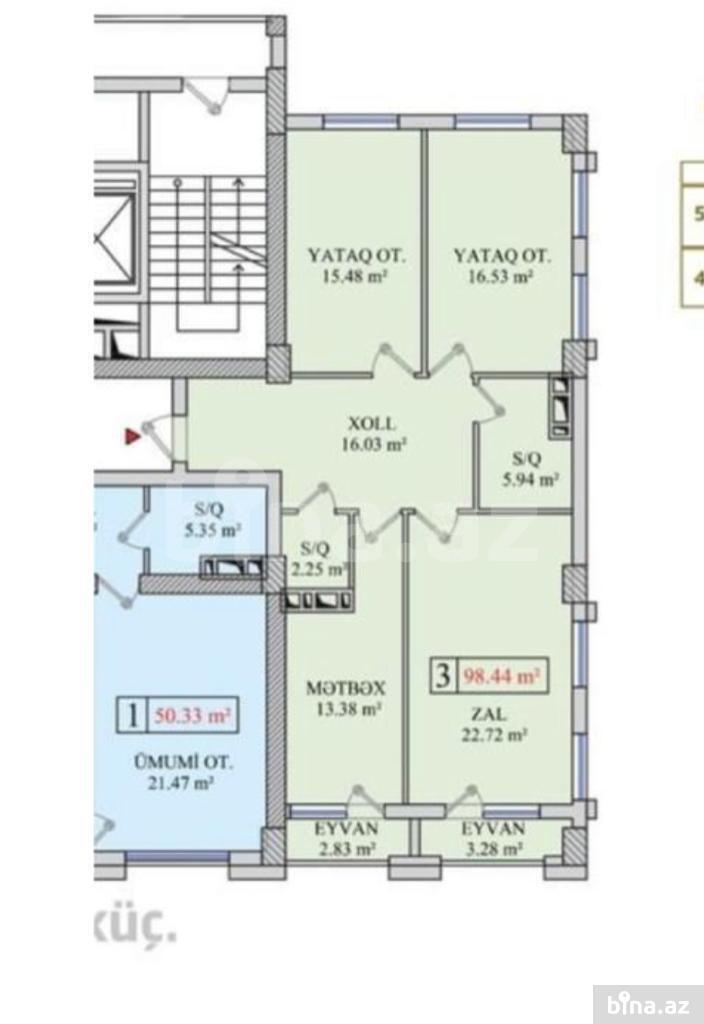 YATAQ OT.
15.48 m²
YATAQ OT.
16.53 m²
5
4
XOLL
16.03 m²
S/Q
5.94 m²
S/Q
5.35 m²
S/Q
2.25 m²
bina.az
3 98.44 m²
MƏTBƏX
13.38 m²
ZAL
22.72 m²
1 50.33 m²
ÜMUMİ OT.
21.47 m²
EYVAN
2.83 m²
EYVAN
3.28 m²
küç.
bina.az